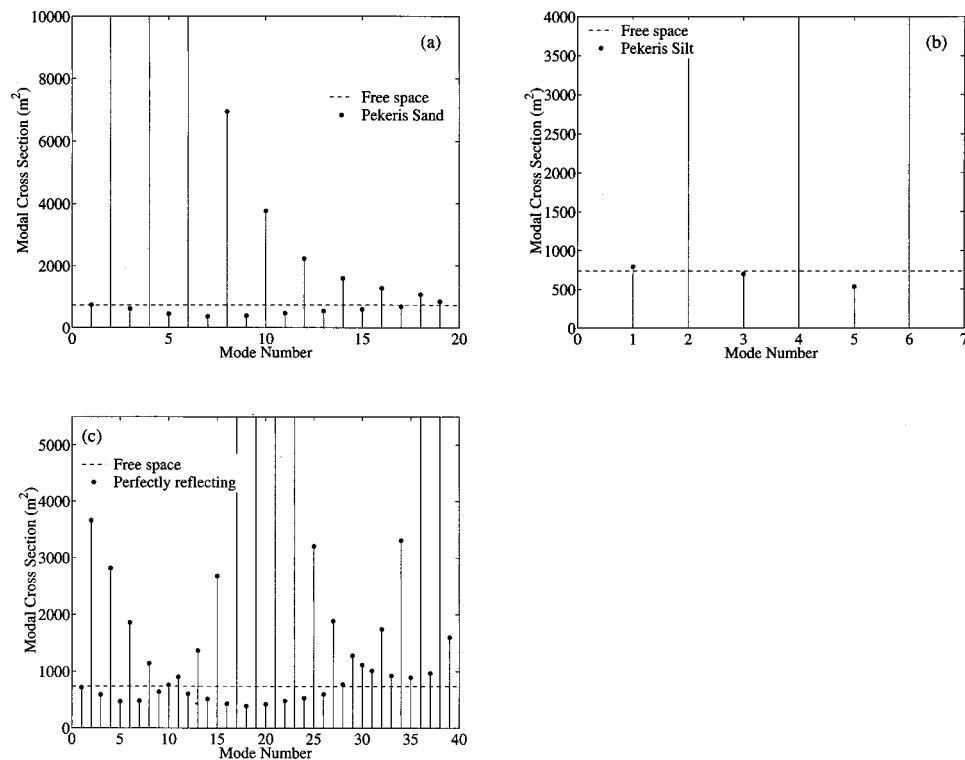 10000
8000
6000
4000
2000
0
Modal Cross Section (m2)
(a)
Free space
Pekeris Sand
0 5 10 15 20
Mode Number
4000
3500
3000
2500
2000
1500
1000
500
0
Modal Cross Section (m2)
Free space
Pekeris Silt
(b)
0 1 2 3 4 5 6 7
Mode Number
5000
4000
3000
2000
1000
0
Modal Cross Section (m2)
(c)
Free space
Perfectly reflecting
0 5 10 15 20 25 30 35 40
Mode Number